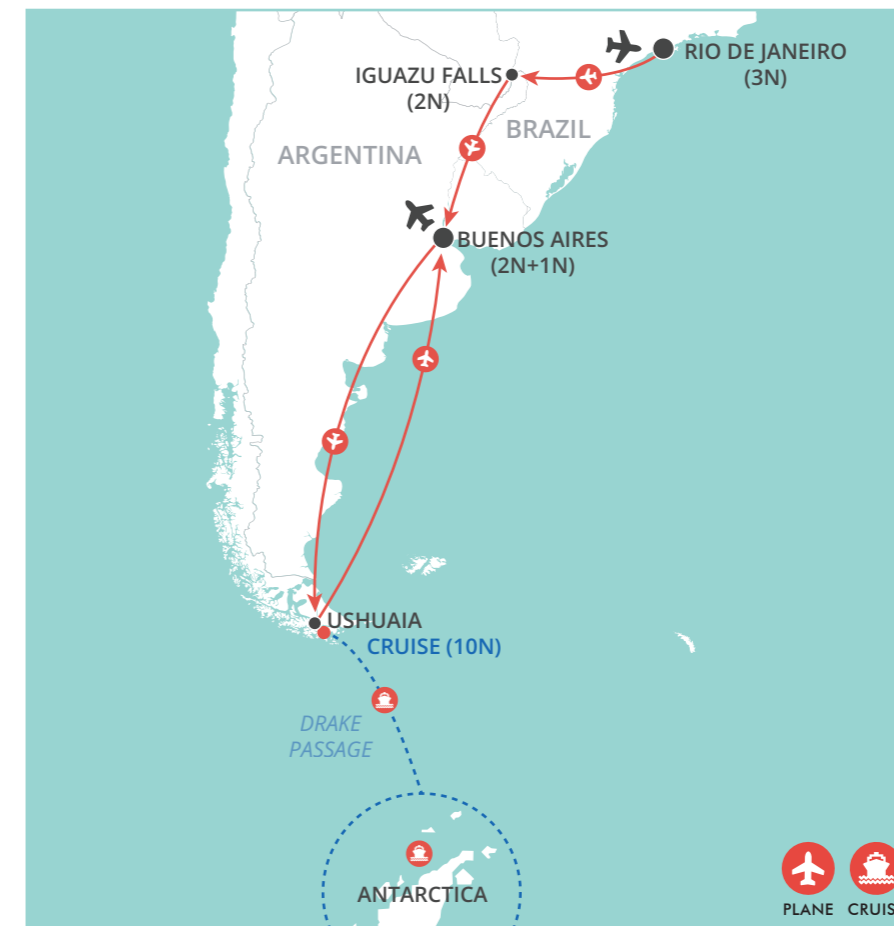 RIO DE JANEIRO
(3N)
IGUAZU FALLS
(2N)
BRAZIL
ARGENTINA
BUENOS AIRES
(2N+1N)
USHUAIA
CRUISE (10N)
DRAKE
PASSAGE
ANTARCTICA
PLANE CRUIS